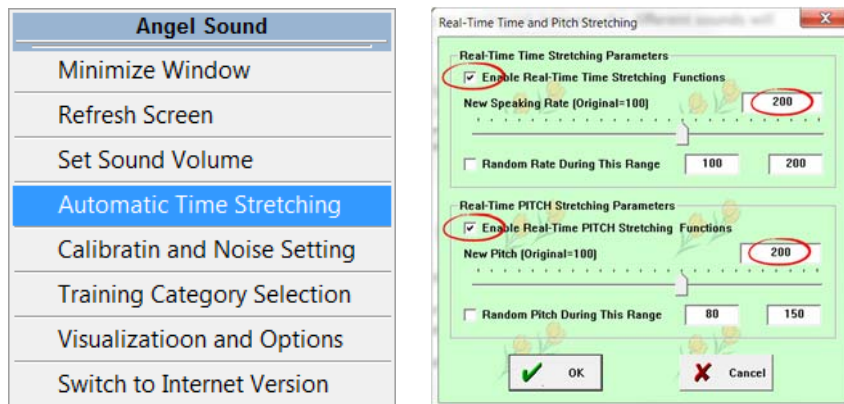 Angel Sound
Minimize Window
Refresh Screen
Set Sound Volume
Automatic Time Stretching
Calibratin and Noise Setting
Training Category Selection
Visualizatioon and Options
Switch to Internet Version
Real-Time Time and Pitch Stretching
Real-Time Time Stretching Parameters
Enable Real-Time Time Stretching Functions
New Speaking Rate (Original=100) 200
Random Rate During This Range 100 200
Real-Time PITCH Stretching Parameters
Enable Real-Time PITCH Stretching Functions
New Pitch (Original=100) 200
Random Pitch During This Range 80 150
OK Cancel